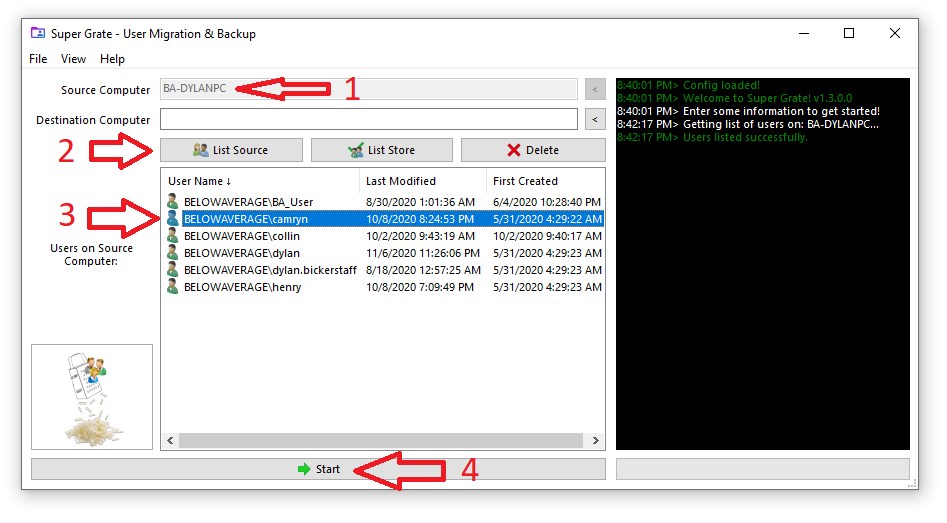 Super Grate - User Migration & Backup
File View Help
Source Computer BA-DYLANPC < 1
Destination Computer <
2 List Source List Store Delete
User Name ↓ Last Modified First Created
BELOWAVERAGE\BA_User 8/30/2020 1:01:36 AM 6/4/2020 10:28:40 PM
3 BELOWAVERAGE\camryn 10/8/2020 8:24:53 PM 5/31/2020 4:29:22 AM
BELOWAVERAGE\collin 10/2/2020 9:43:19 AM 10/2/2020 9:40:17 AM
BELOWAVERAGE\dylan 11/6/2020 11:26:06 PM 5/31/2020 4:29:23 AM
BELOWAVERAGE\dylan.bickerstaff 8/18/2020 12:57:25 AM 5/31/2020 4:29:23 AM
BELOWAVERAGE\henry 10/8/2020 7:09:49 PM 5/31/2020 4:29:23 AM
Users on Source
Computer:
Start 4
8:40:01 PM> Config loaded!
8:40:01 PM> Welcome to Super Grate! v1.3.0.0
8:40:01 PM> Enter some information to get started!
8:42:17 PM> Getting list of users on: BA-DYLANPC...
8:42:17 PM> Users listed successfully.